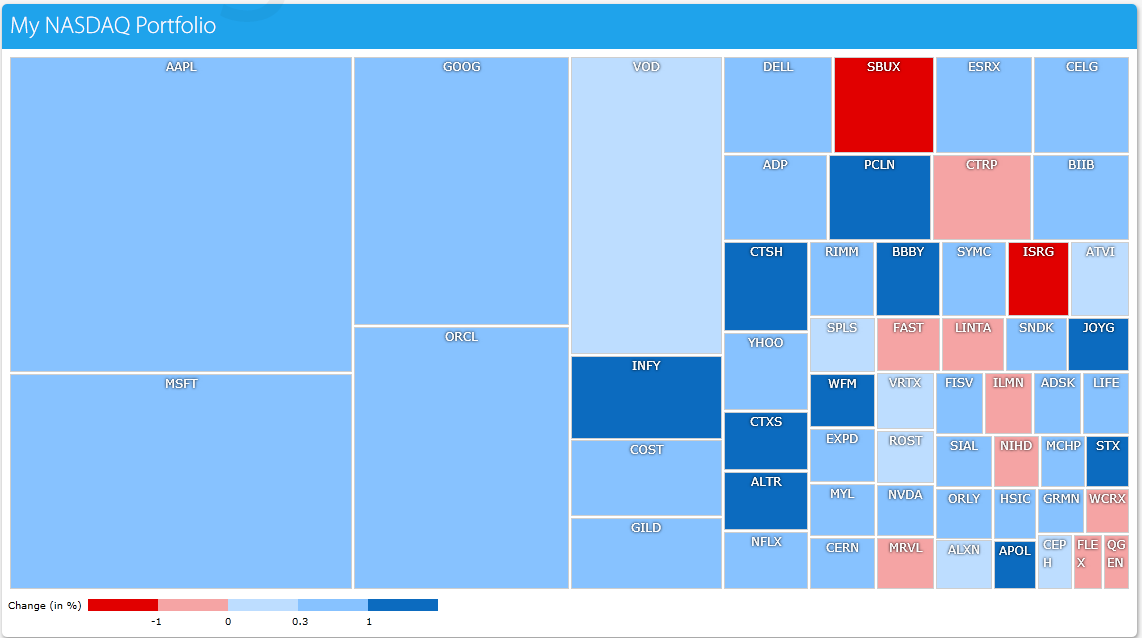 My NASDAQ Portfolio
AAPL
MSFT
GOOG
ORCL
VOD
INFY
COST
GILD
DELL
SBUX
ESRX
CELG
ADP
PCLN
CTRP
BIIB
CTSH
YHOO
CTXS
ALTR
NFLX
RIMM
BBBY
SYMC
ISRG
ATVI
SPLS
FAST
LINTA
SNDK
JOYG
WFM
EXPD
MYL
CERN
VRTX
ROST
NVDA
MRVL
FISV
ILMN
ADSK
LIFE
SIAL
NIHD
MCHP
STX
ORLY
HSIC
GRMN
WCRX
ALXN
APOL
CEP
H
FLE
X
QG
EN
Change (in %)
-1
0
0.3
1